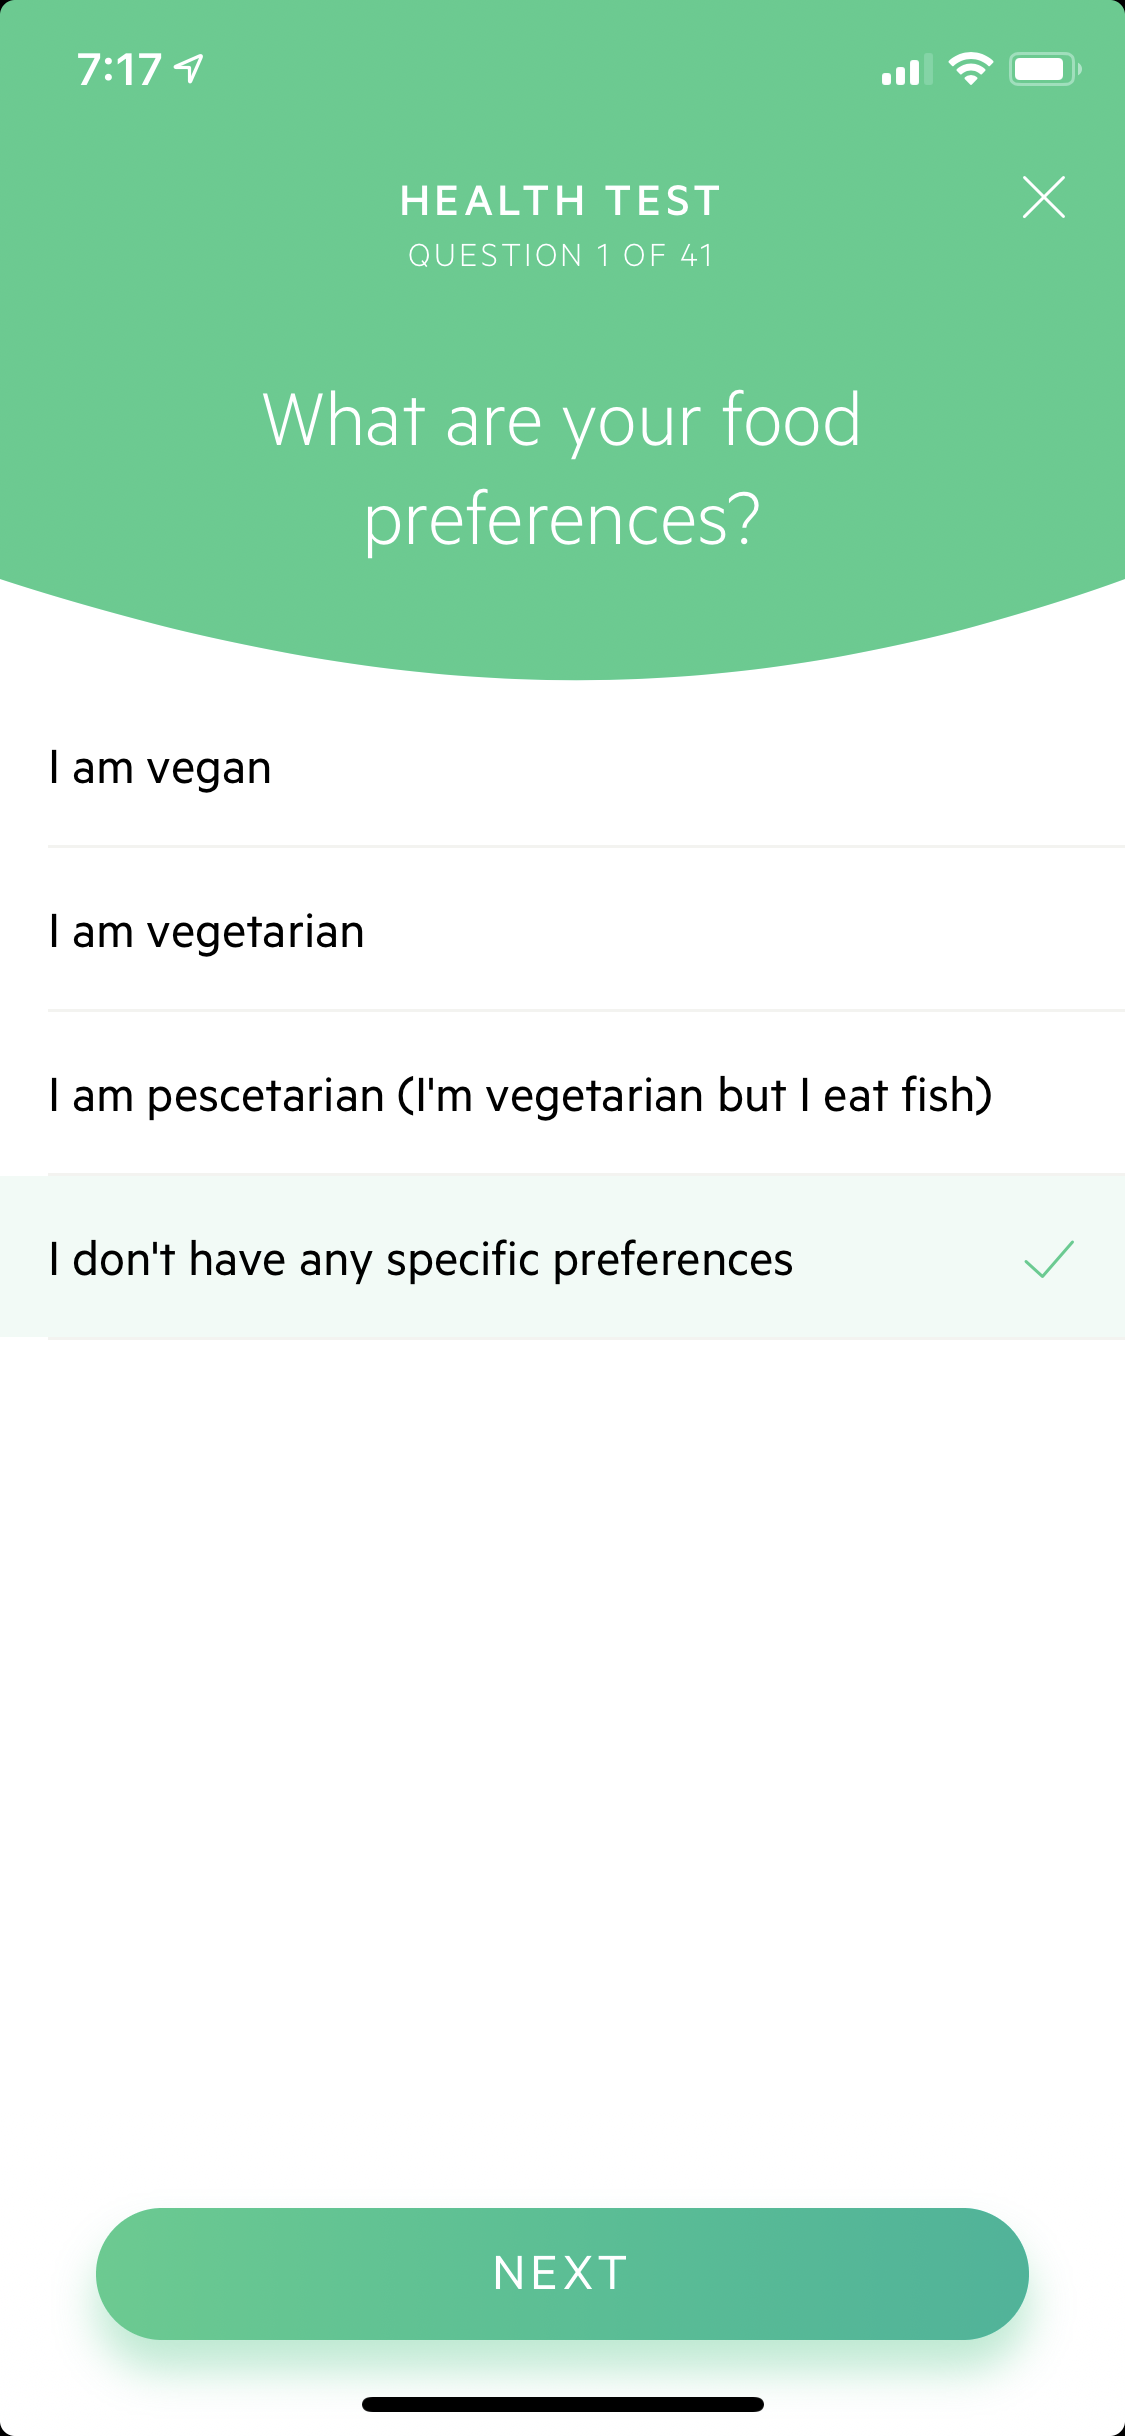 7:17
HEALTH TEST
QUESTION 1 OF 41
What are your food
preferences?
I am vegan
I am vegetarian
I am pescetarian (I'm vegetarian but I eat fish)
I don't have any specific preferences
NEXT